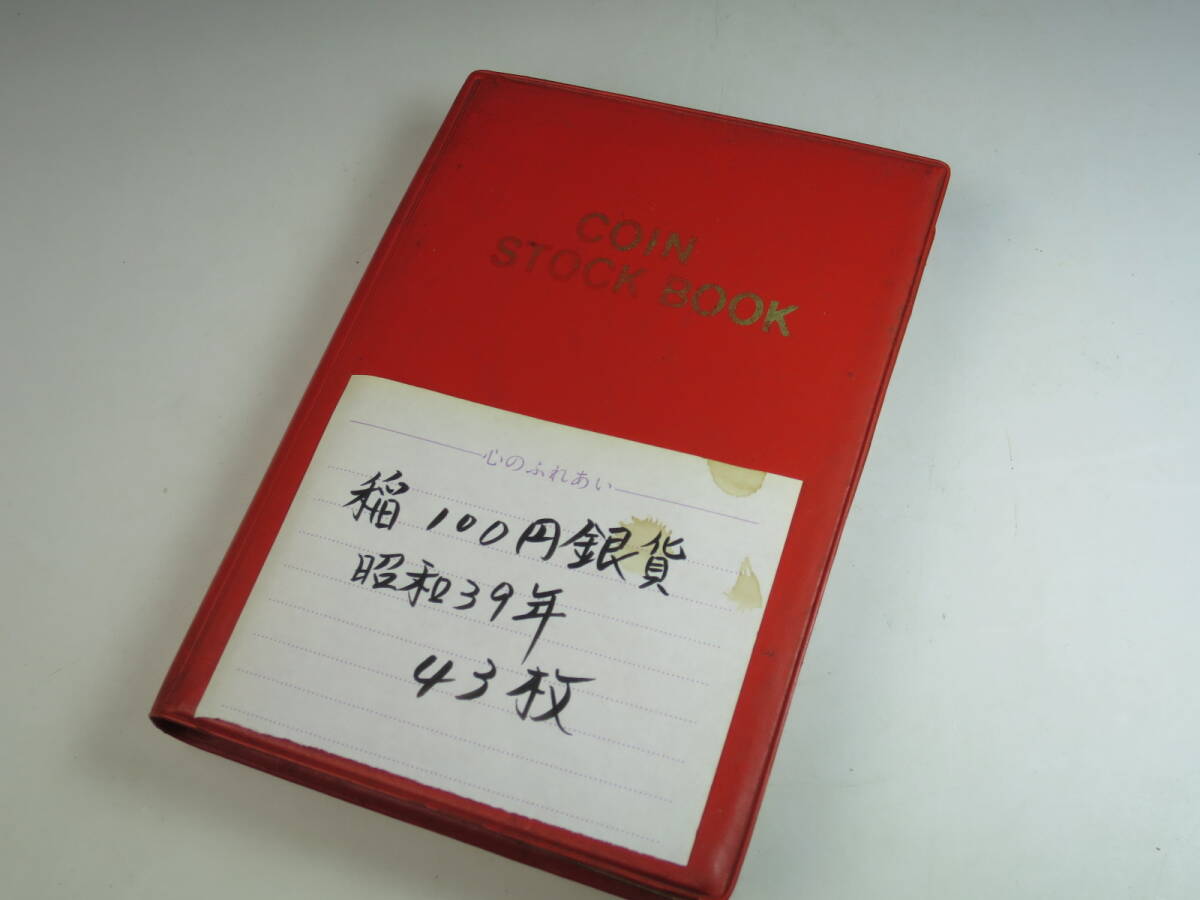 COIN
STOCK BOOK
心のふれあい
稲 100円銀貨
昭和39年
43枚